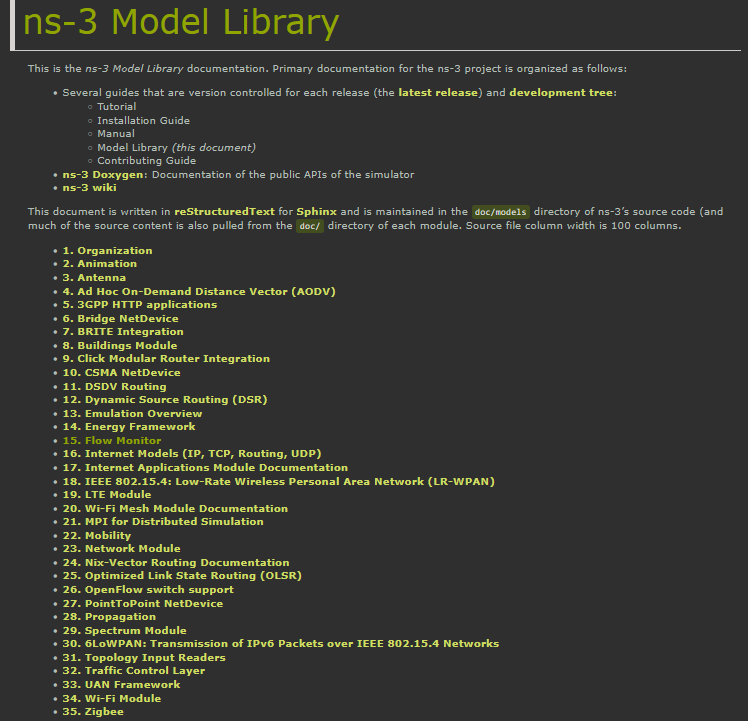 ns-3 Model Library
This is the ns-3 Model Library documentation. Primary documentation for the ns-3 project is organized as follows:
• Several guides that are version controlled for each release (the latest release) and development tree:
◦ Tutorial
◦ Installation Guide
◦ Manual
◦ Model Library (this document)
◦ Contributing Guide
• ns-3 Doxygen: Documentation of the public APIs of the simulator
• ns-3 wiki
This document is written in reStructuredText for Sphinx and is maintained in the doc/models directory of ns-3's source code (and
much of the source content is also pulled from the doc/ directory of each module. Source file column width is 100 columns.
• 1. Organization
• 2. Animation
• 3. Antenna
• 4. Ad Hoc On-Demand Distance Vector (AODV)
• 5. 3GPP HTTP applications
• 6. Bridge NetDevice
• 7. BRITE Integration
• 8. Buildings Module
• 9. Click Modular Router Integration
• 10. CSMA NetDevice
• 11. DSDV Routing
• 12. Dynamic Source Routing (DSR)
• 13. Emulation Overview
• 14. Energy Framework
• 15. Flow Monitor
• 16. Internet Models (IP, TCP, Routing, UDP)
• 17. Internet Applications Module Documentation
• 18. IEEE 802.15.4: Low-Rate Wireless Personal Area Network (LR-WPAN)
• 19. LTE Module
• 20. Wi-Fi Mesh Module Documentation
• 21. MPI for Distributed Simulation
• 22. Mobility
• 23. Network Module
• 24. Nix-Vector Routing Documentation
• 25. Optimized Link State Routing (OLSR)
• 26. OpenFlow switch support
• 27. PointToPoint NetDevice
• 28. Propagation
• 29. Spectrum Module
• 30. 6LoWPAN: Transmission of IPv6 Packets over IEEE 802.15.4 Networks
• 31. Topology Input Readers
• 32. Traffic Control Layer
• 33. UAN Framework
• 34. Wi-Fi Module
• 35. Zigbee